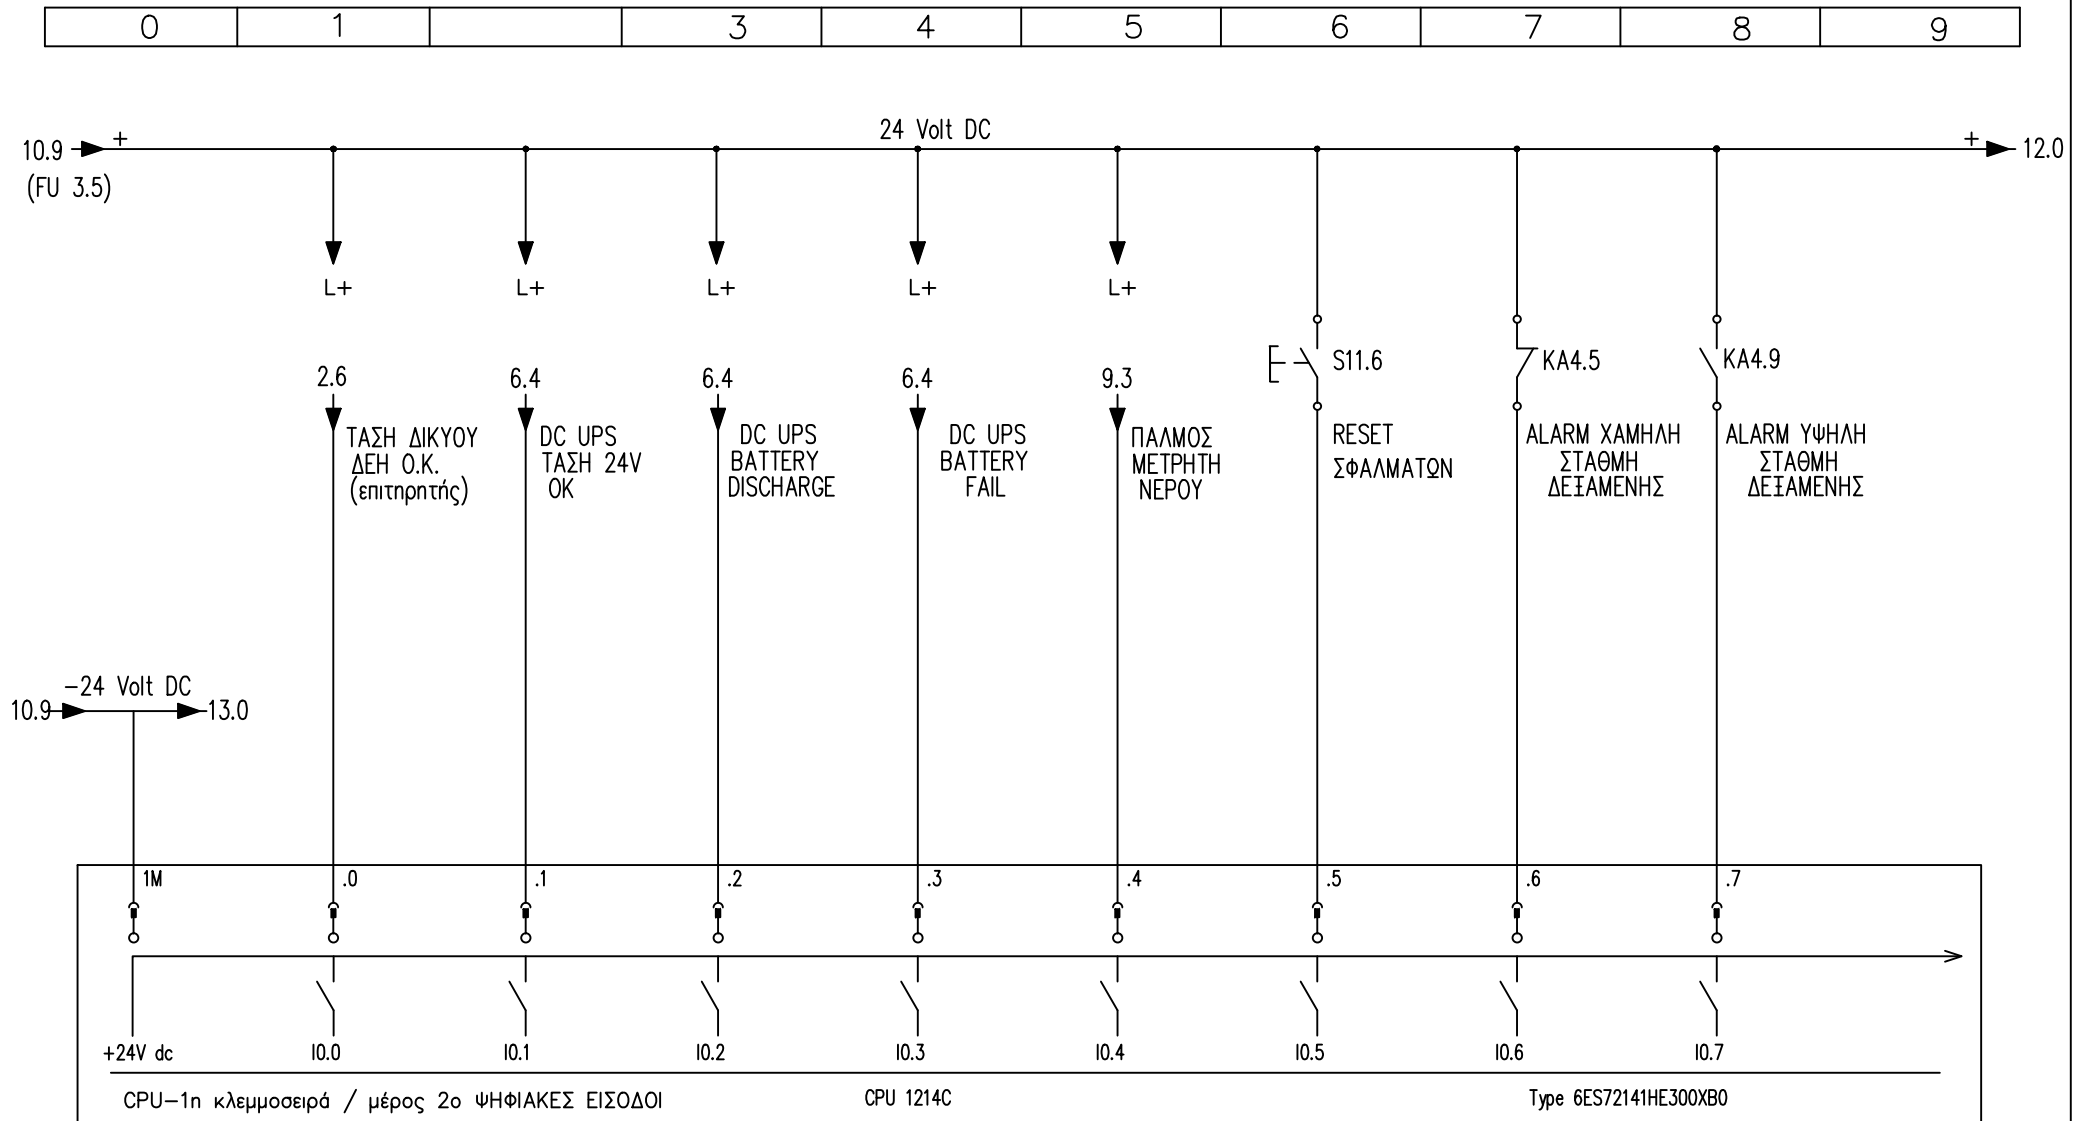 0 1 3 4 5 6 7 8 9
24 Volt DC
10.9 + + 12.0
(FU 3.5)
L+ L+ L+ L+ L+
S11.6 KA4.5 KA4.9
2.6 6.4 6.4 6.4 9.3
ΤΑΣΗ ΔΙΚΥΟΥ
ΔΕΗ Ο.Κ.
(επιτηρητής)
DC UPS
ΤΑΣΗ 24V
OK
DC UPS
BATTERY
DISCHARGE
DC UPS
BATTERY
FAIL
ΠΑΛΜΟΣ
ΜΕΤΡΗΤΗ
ΝΕΡΟΥ
RESET
ΣΦΑΛΜΑΤΩΝ
ALARM ΧΑΜΗΛΗ
ΣΤΑΘΜΗ
ΔΕΞΑΜΕΝΗΣ
ALARM ΥΨΗΛΗ
ΣΤΑΘΜΗ
ΔΕΞΑΜΕΝΗΣ
-24 Volt DC
10.9 13.0
1M .0 .1 .2 .3 .4 .5 .6 .7
+24V dc I0.0 I0.1 I0.2 I0.3 I0.4 I0.5 I0.6 I0.7
CPU-1η κλεμμοσειρά / μέρος 2ο ΨΗΦΙΑΚΕΣ ΕΙΣΟΔΟΙ CPU 1214C Type 6ES72141HE300XB0